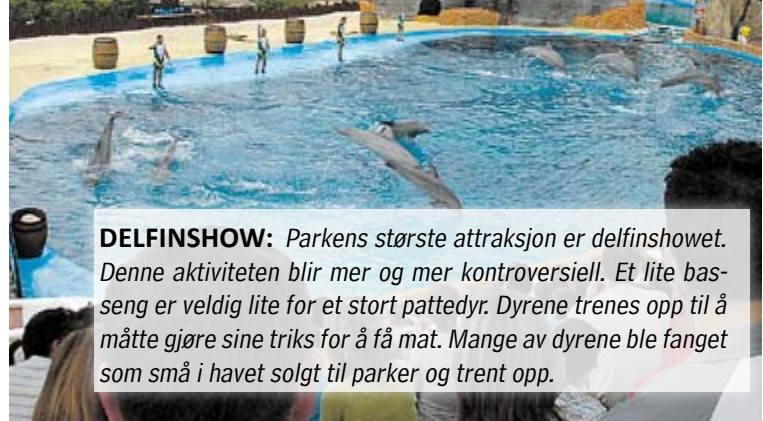 DELFINSHOW: Parkens største attraksjon er delfinshowet.
Denne aktiviteten blir mer og mer kontroversiell. Et lite bas-
seng er veldig lite for et stort pattedyr. Dyrene trenes opp til å
måtte gjøre sine triks for å få mat. Mange av dyrene ble fanget
som små i havet solgt til parker og trent opp.